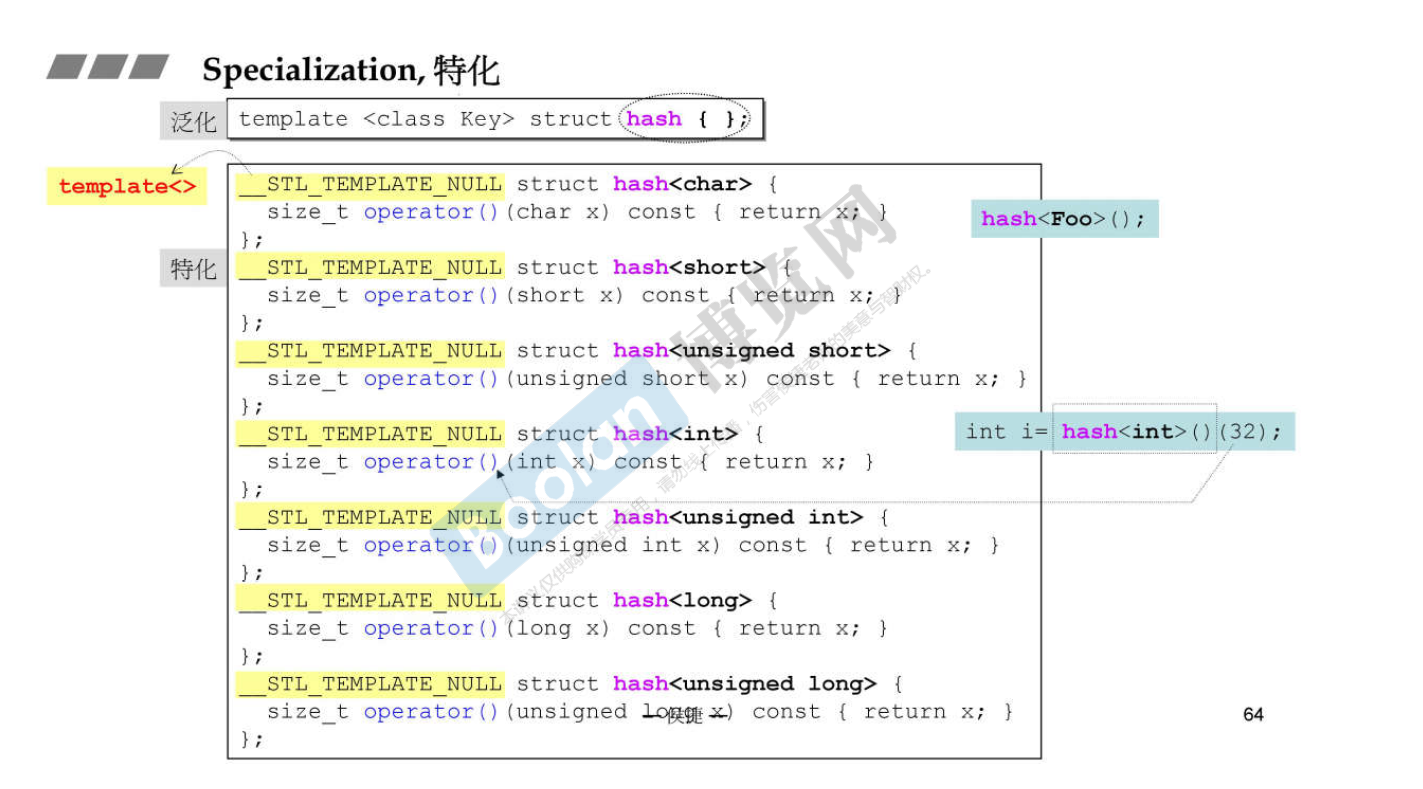 Specialization, 特化
泛化
template <class Key> struct hash { };
template<>
__STL_TEMPLATE_NULL struct hash<char> {
size_t operator()(char x) const { return x; }
};
hash<Foo>();
特化
__STL_TEMPLATE_NULL struct hash<short> {
size_t operator()(short x) const { return x; }
};
__STL_TEMPLATE_NULL struct hash<unsigned short> {
size_t operator()(unsigned short x) const { return x; }
};
__STL_TEMPLATE_NULL struct hash<int> {
size_t operator()(int x) const { return x; }
};
int i= hash<int>()(32);
__STL_TEMPLATE_NULL struct hash<unsigned int> {
size_t operator()(unsigned int x) const { return x; }
};
__STL_TEMPLATE_NULL struct hash<long> {
size_t operator()(long x) const { return x; }
};
__STL_TEMPLATE_NULL struct hash<unsigned long> {
size_t operator()(unsigned long x) const { return x; }
};
— 侯捷 —
64
Boolan 博览网